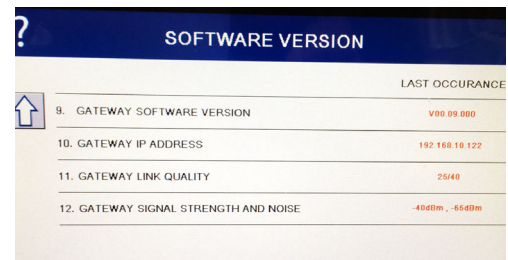 ?
SOFTWARE VERSION
LAST OCCURANCE
9. GATEWAY SOFTWARE VERSION V00.09.000
10. GATEWAY IP ADDRESS 192.168.10.122
11. GATEWAY LINK QUALITY 25/40
12. GATEWAY SIGNAL STRENGTH AND NOISE -40dBm , -65dBm